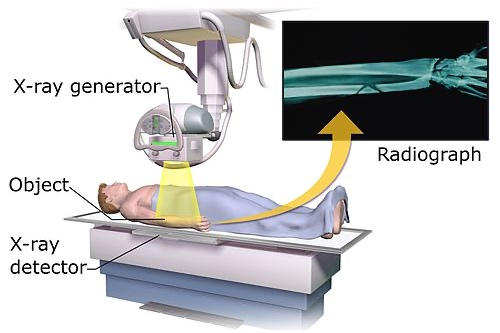 X-ray generator
Object
X-ray
detector
Radiograph